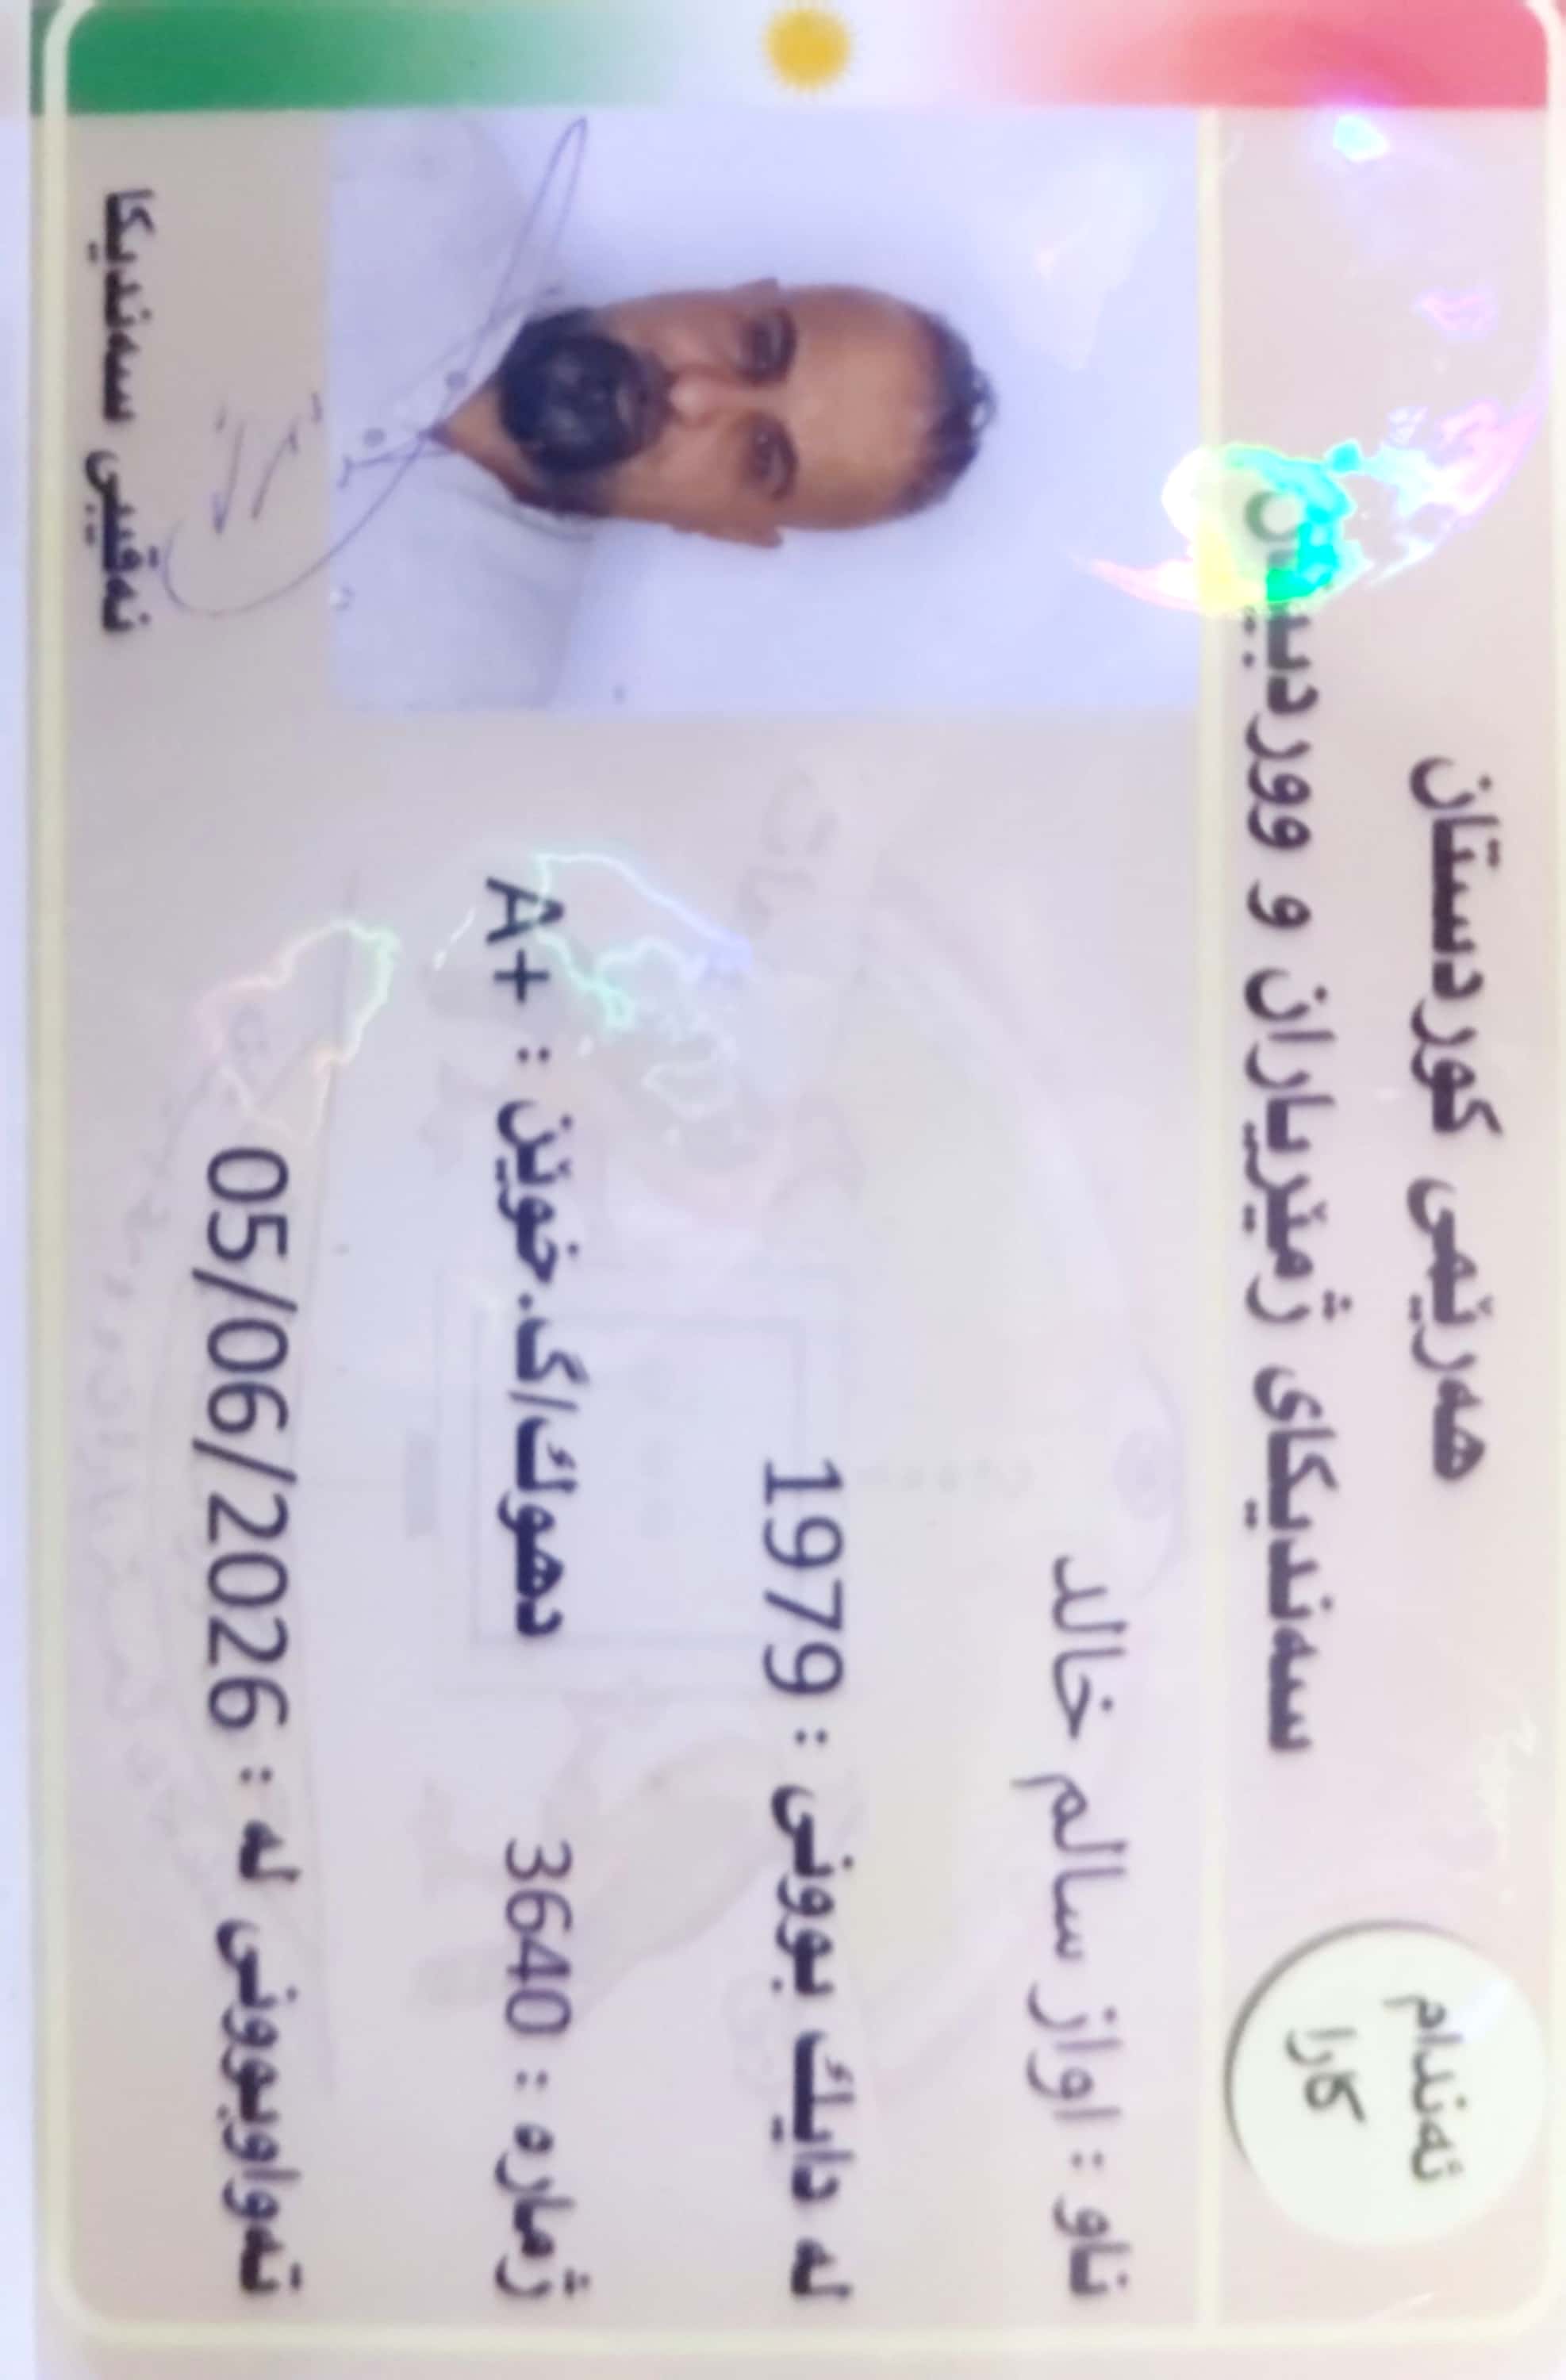 هەرێمی کوردستان
سەندیکای ژمێریاران و ووردبینان
ئەندام
کارا
ناو : اواز سالم خالد
لە دایك بوونی : 1979
ژمارە : 3640 دهوك/گ.خوێن : A+
تەواوبوونی لە : 05/06/2026
نەقیبی سەندیکا